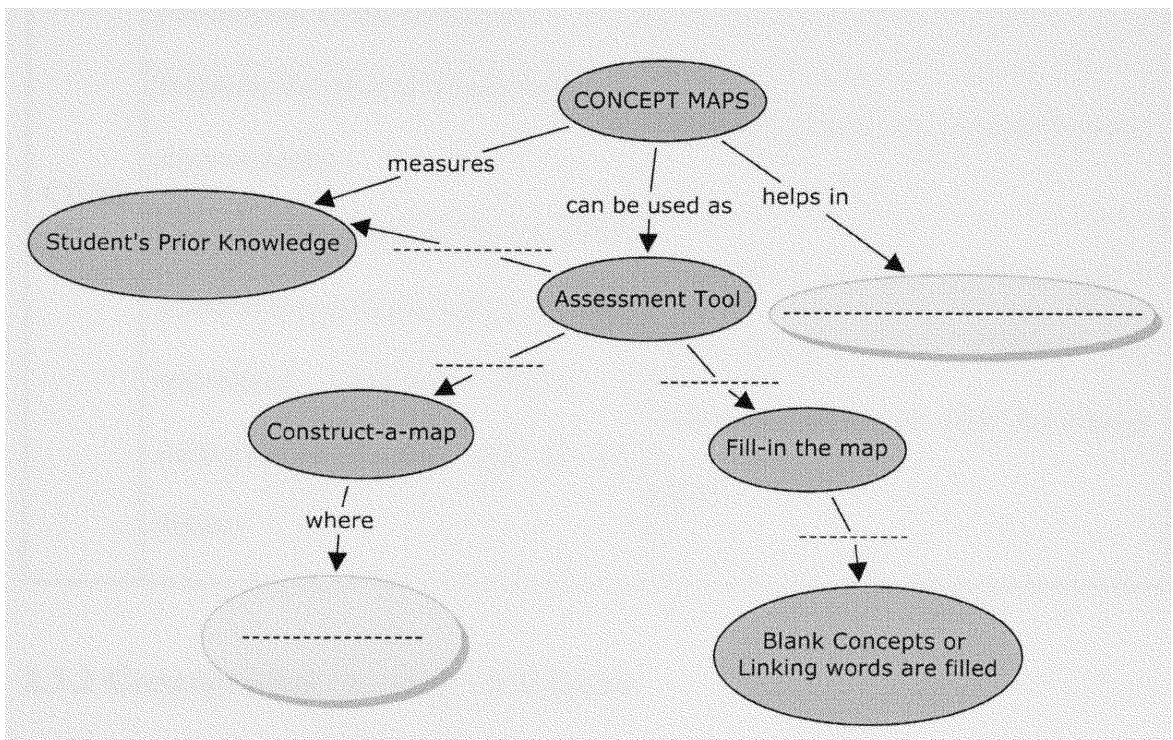 CONCEPT MAPS
measures
can be used as
helps in
Student's Prior Knowledge
Assessment Tool
Construct-a-map
Fill-in the map
where
Blank Concepts or
Linking words are filled